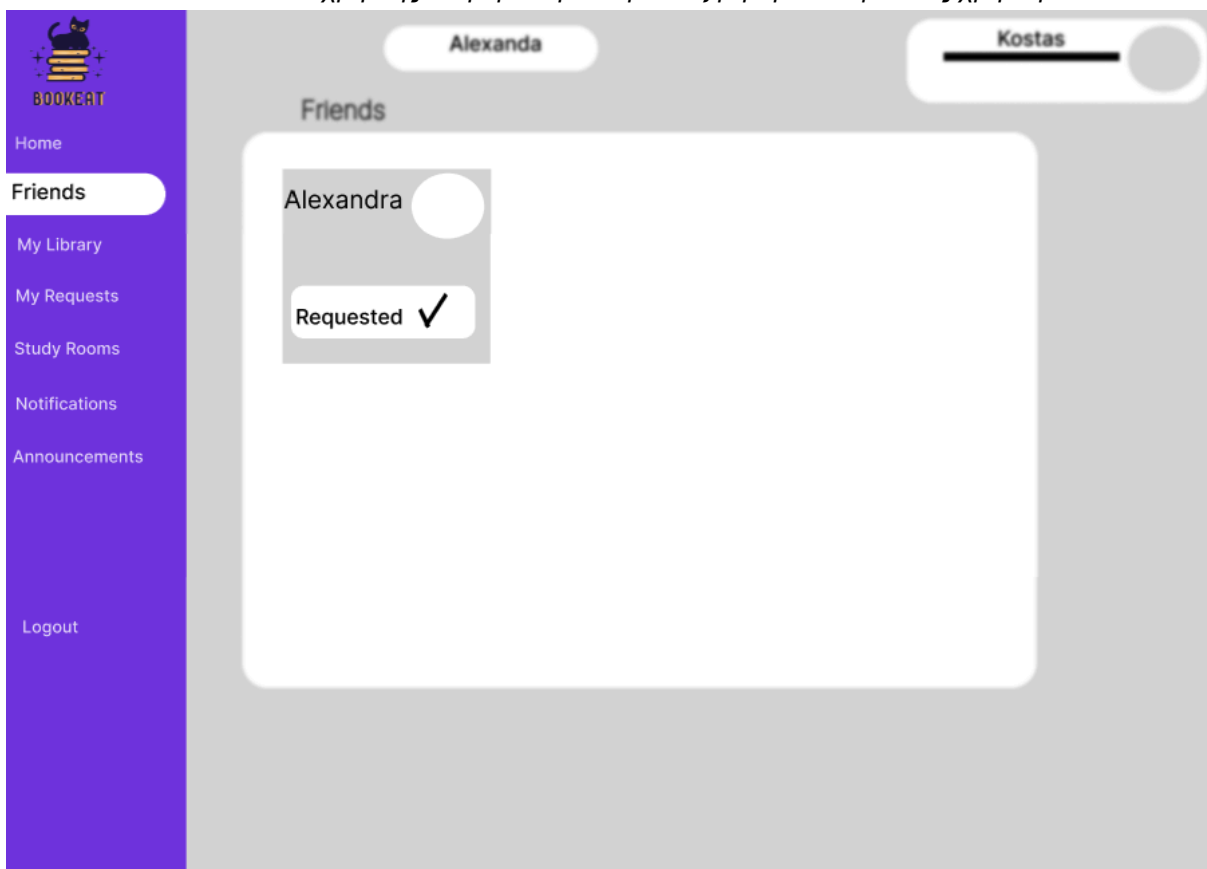 Alexanda
Kostas
BOOKEAT
Friends
Home
Friends
Alexandra
My Library
My Requests
Requested
Study Rooms
Notifications
Announcements
Logout